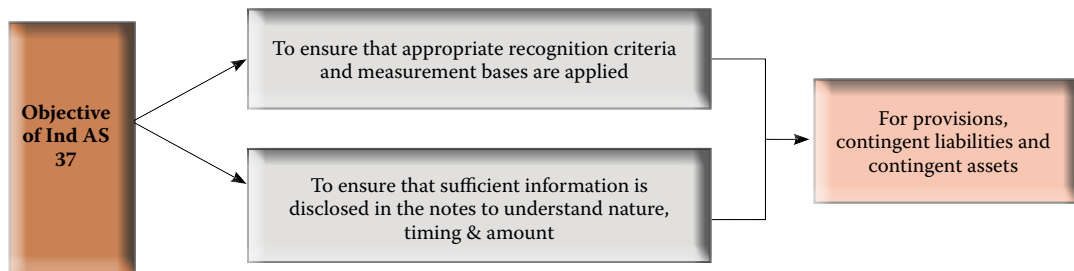 Objective
of Ind AS
37
To ensure that appropriate recognition criteria
and measurement bases are applied
To ensure that sufficient information is
disclosed in the notes to understand nature,
timing & amount
For provisions,
contingent liabilities and
contingent assets